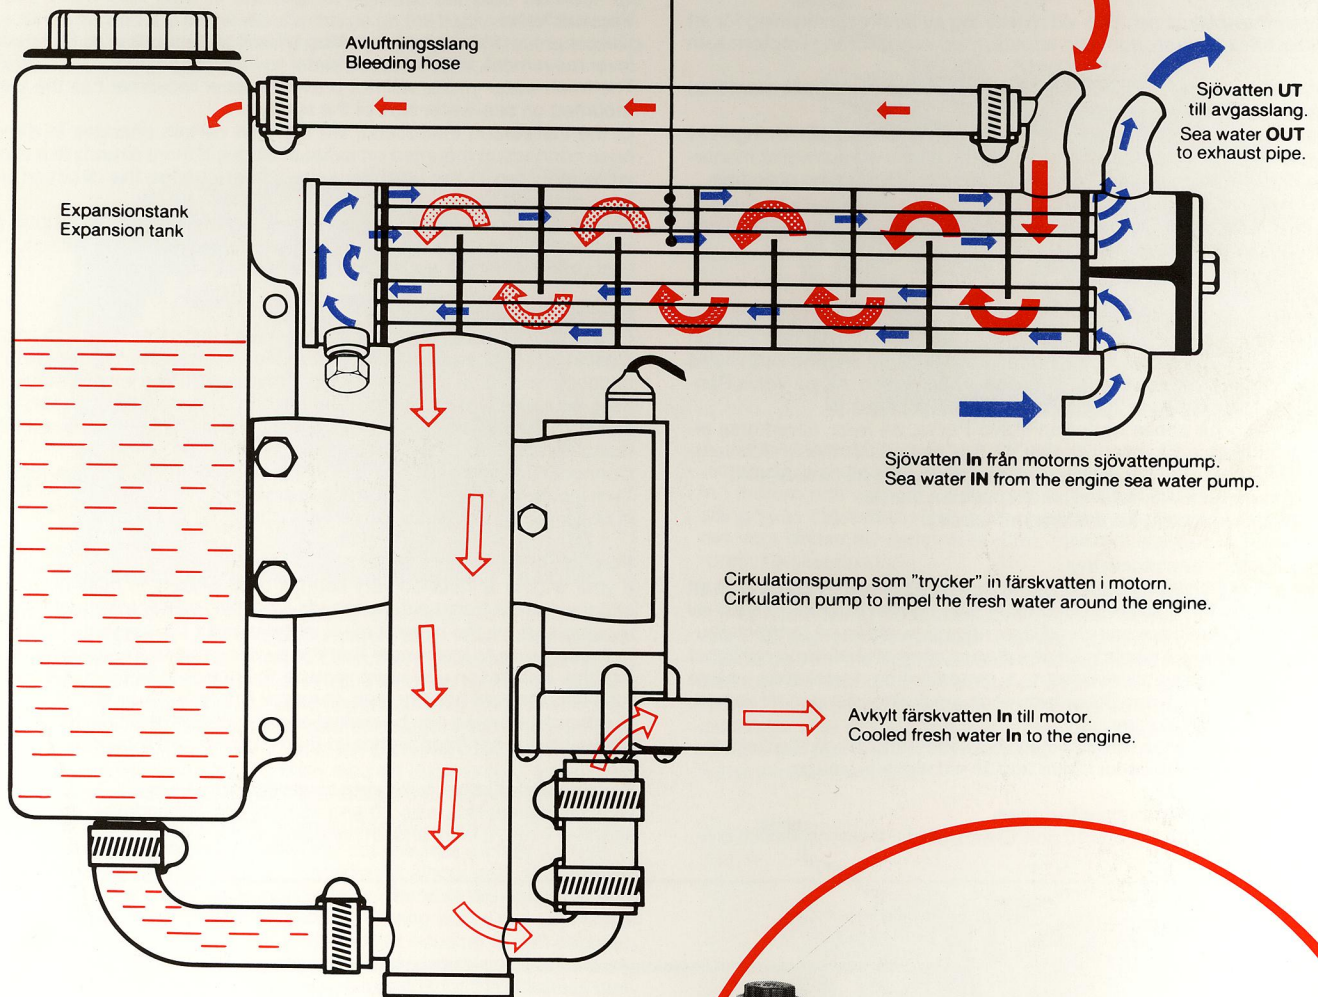 Avluftningsslang
Bleeding hose
Sjövatten UT
till avgasslang.
Sea water OUT
to exhaust pipe.
Expansionstank
Expansion tank
Sjövatten In från motorns sjövattenpump.
Sea water IN from the engine sea water pump.
Cirkulationspump som ”trycker” in färskvatten i motorn.
Cirkulation pump to impel the fresh water around the engine.
Avkylt färskvatten In till motor.
Cooled fresh water In to the engine.